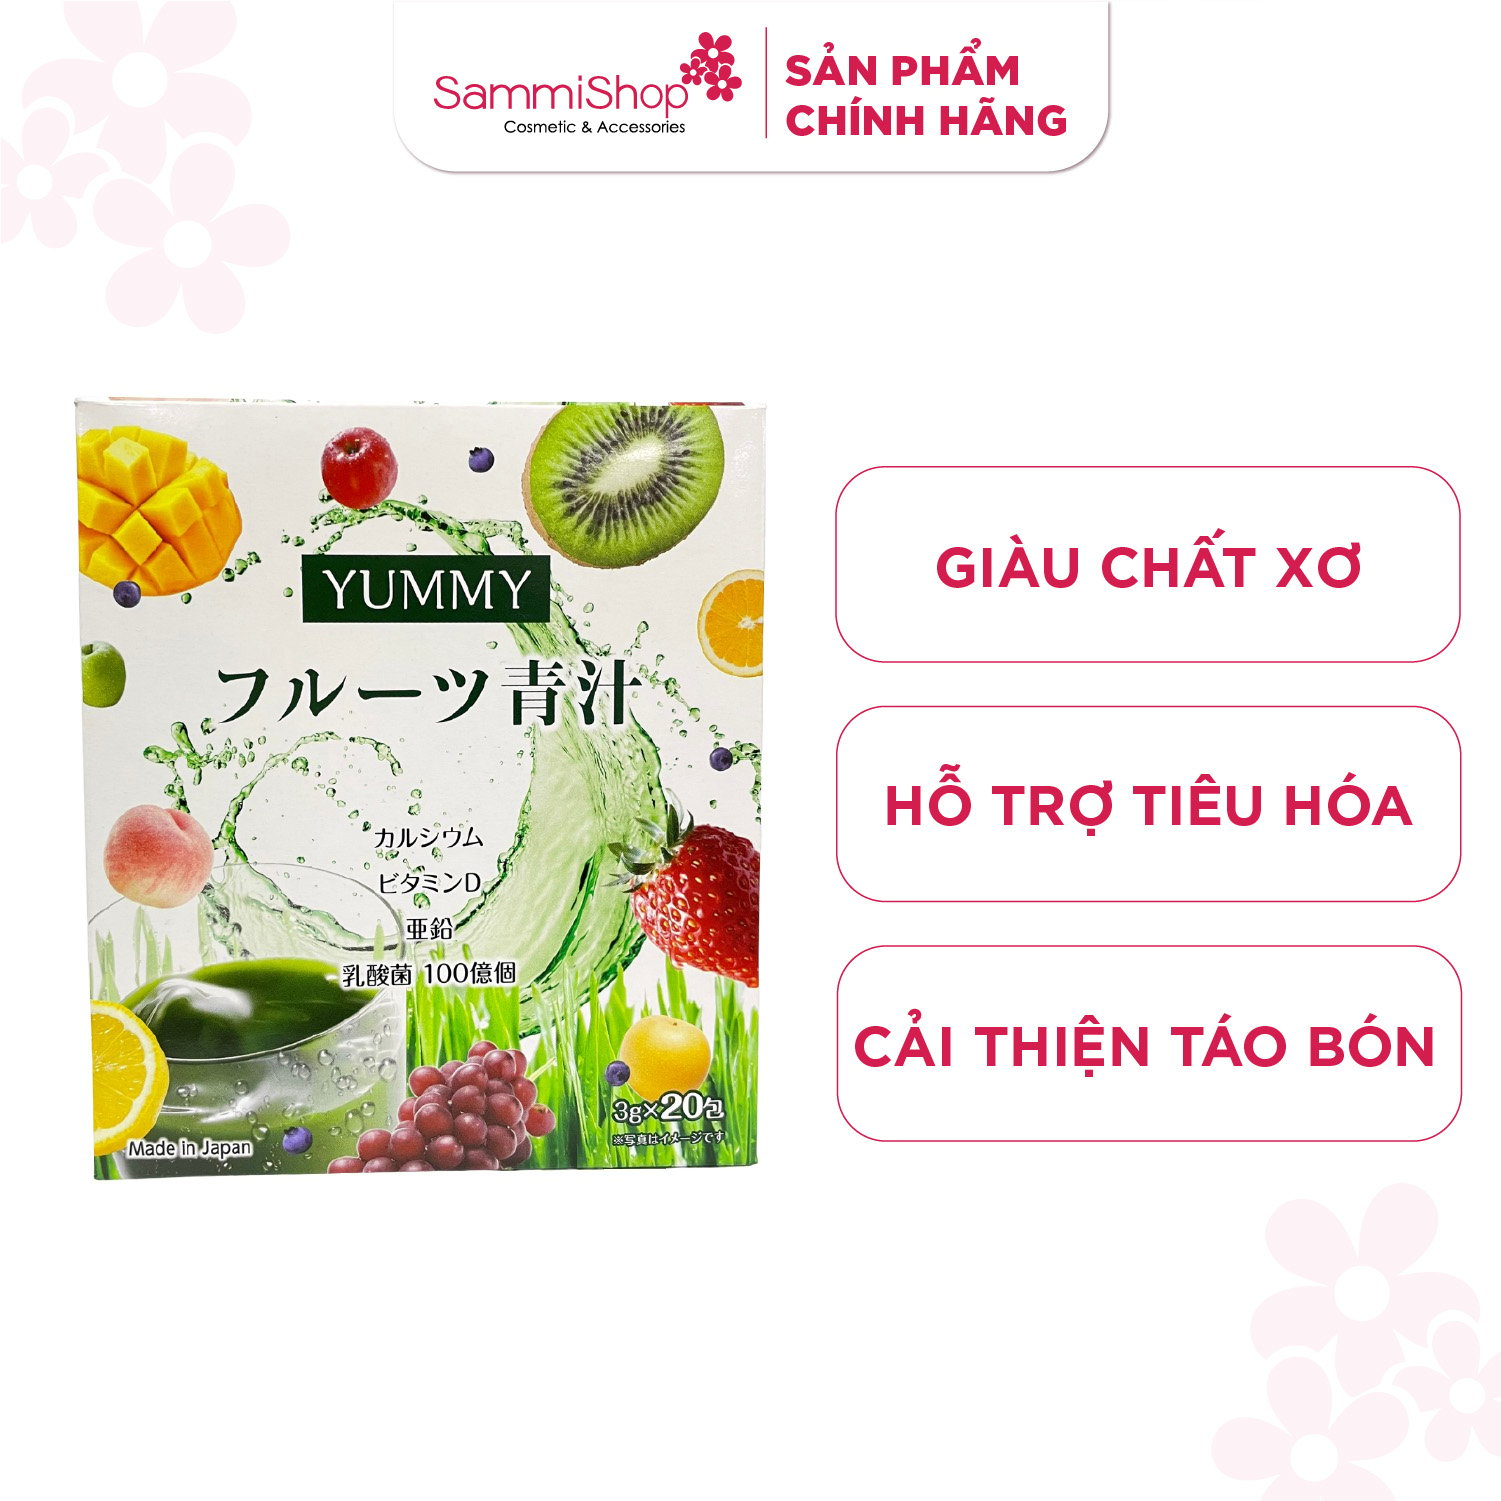 SammiShop
Cosmetic & Accessories
SẢN PHẨM
CHÍNH HÃNG
YUMMY
フルーツ青汁
カルシウム
ビタミンD
亜鉛
乳酸菌 100億個
3g×20包
※写真はイメージです
Made in Japan
GIÀU CHẤT XƠ
HỖ TRỢ TIÊU HÓA
CẢI THIỆN TÁO BÓN